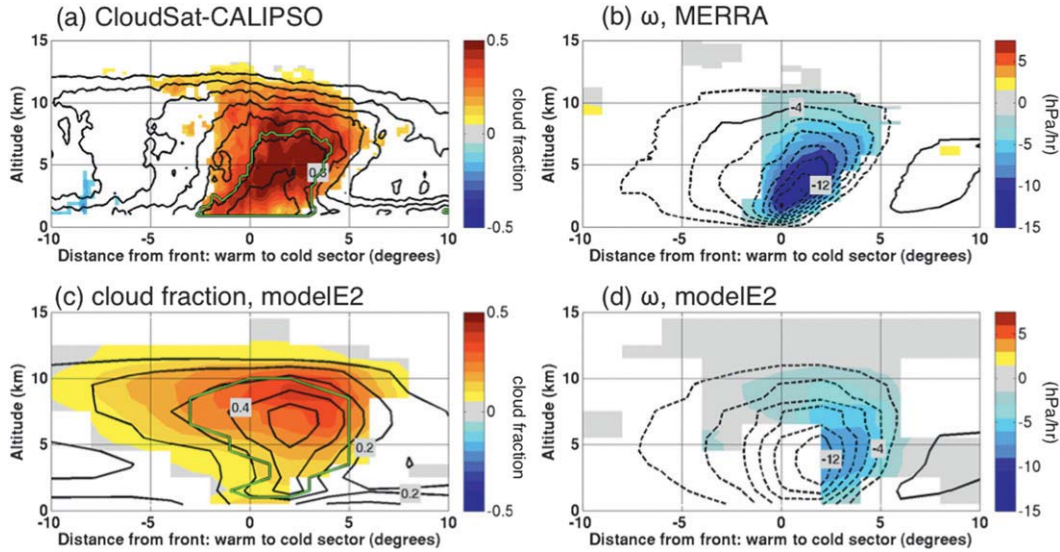 (a) CloudSat-CALIPSO
15
10
5
0
Altitude (km)
0.3
-10 -5 0 5 10
Distance from front: warm to cold sector (degrees)
0.5
0
-0.5
cloud fraction
(b) ω, MERRA
15
10
5
0
Altitude (km)
-4
-12
-10 -5 0 5 10
Distance from front: warm to cold sector (degrees)
5
0
-5
-10
-15
(hPa/hr)
(c) cloud fraction, modelE2
15
10
5
0
Altitude (km)
0.4
0.2
0.2
-10 -5 0 5 10
Distance from front: warm to cold sector (degrees)
0.5
0
-0.5
cloud fraction
(d) ω, modelE2
15
10
5
0
Altitude (km)
-12
-4
-10 -5 0 5 10
Distance from front: warm to cold sector (degrees)
5
0
-5
-10
-15
(hPa/hr)